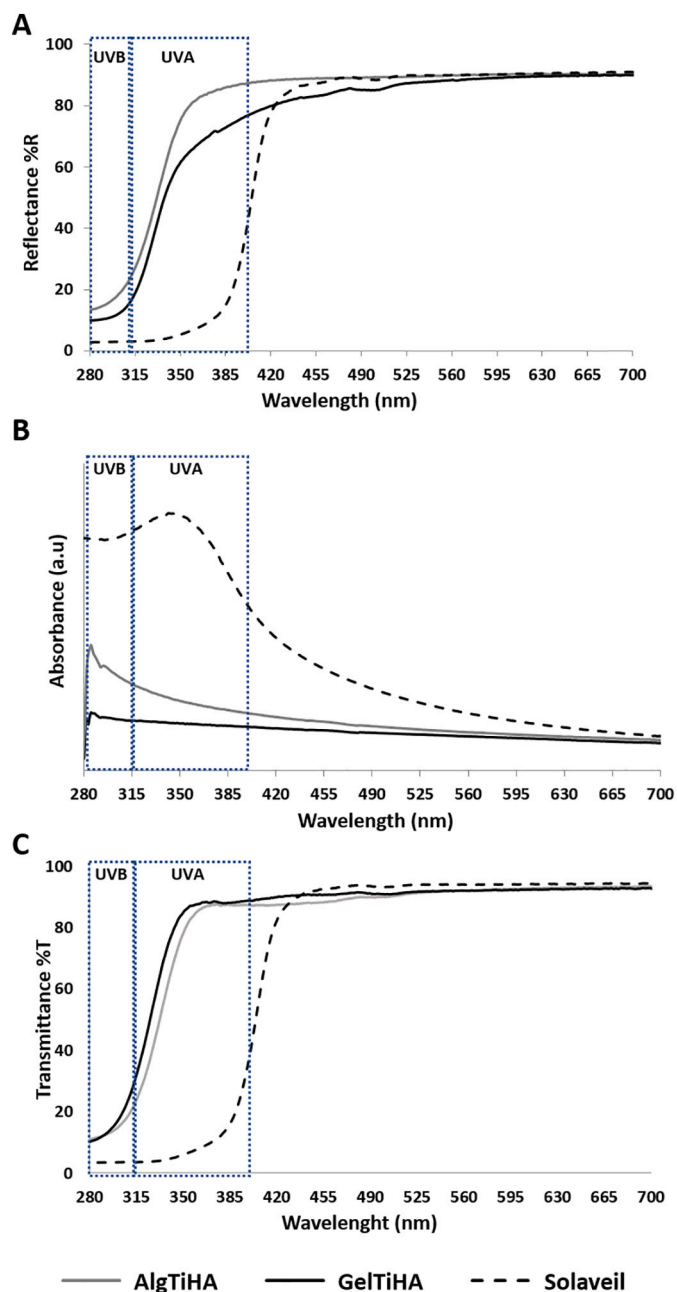 A
UVB UVA
100
80
60
40
20
0
Reflectance %R
280 315 350 385 420 455 490 525 560 595 630 665 700
Wavelength (nm)
B
UVB UVA
Absorbance (a.u)
280 315 350 385 420 455 490 525 560 595 630 665 700
Wavelength (nm)
C
UVB UVA
100
80
60
40
20
0
Transmittance %T
280 315 350 385 420 455 490 525 560 595 630 665 700
Wavelenght (nm)
AlgTiHA GelTiHA Solaveil